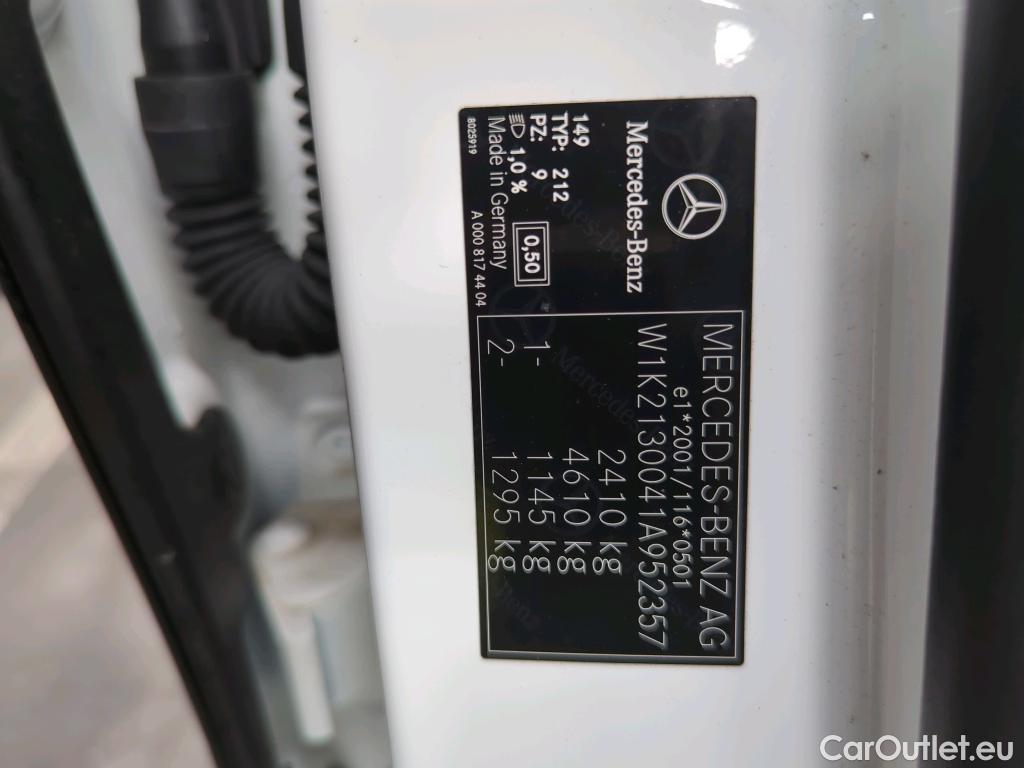 Mercedes-Benz
149
TYP: 212
PZ: 9
1,0 %
0,50
Made in Germany
8025919
A 000 817 44 04
MERCEDES-BENZ AG
e1*2001/116*0501
W1K2130041A952357
2410 kg
4610 kg
1- 1145 kg
2- 1295 kg
CarOutlet.eu